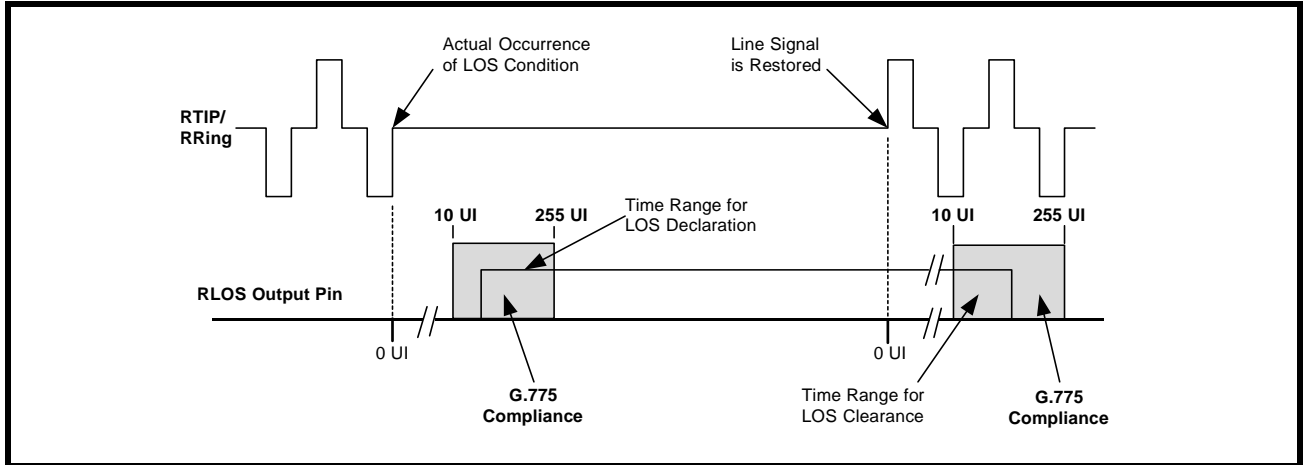 Actual Occurrence
of LOS Condition
Line Signal
is Restored
RTIP/
RRing
10 UI
255 UI
Time Range for
LOS Declaration
10 UI
255 UI
RLOS Output Pin
0 UI
0 UI
G.775
Compliance
Time Range for
LOS Clearance
G.775
Compliance